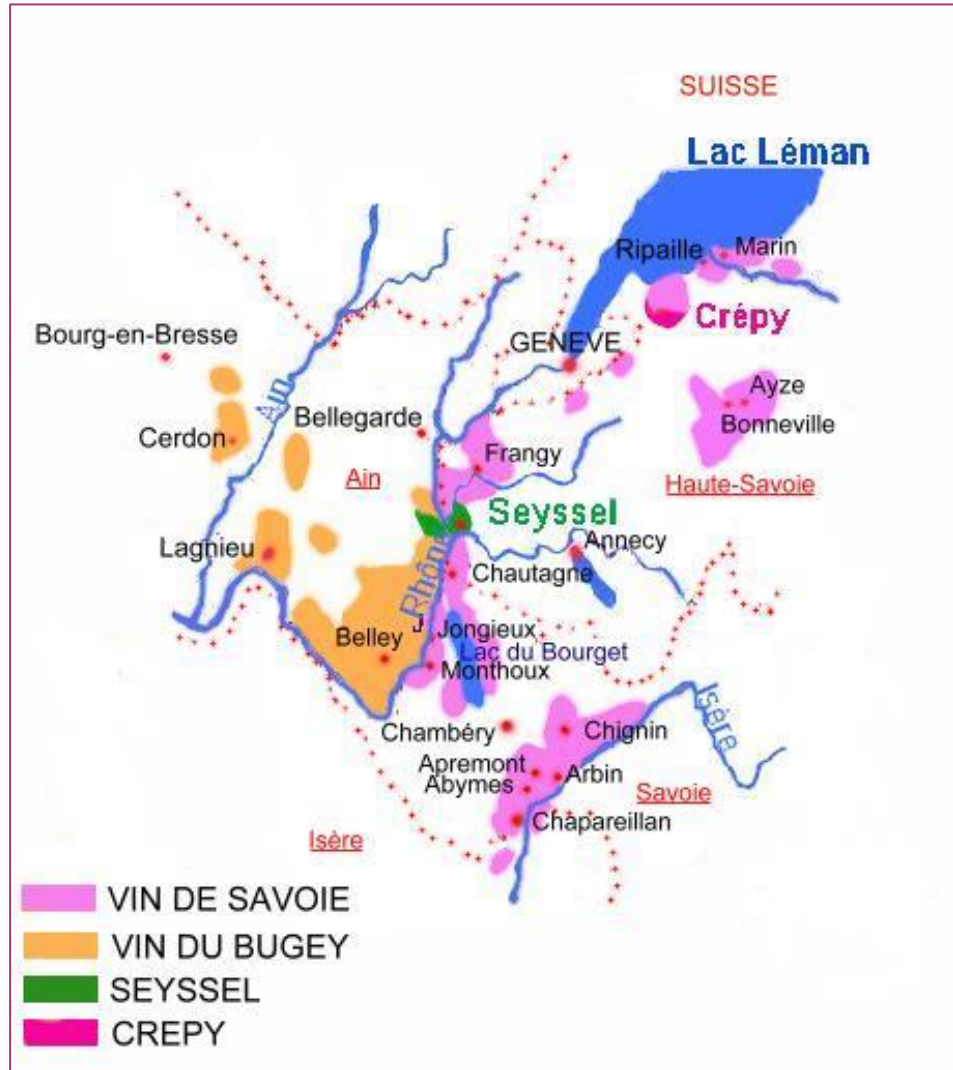 SUISSE
Lac Léman
Ripaille
Marin
Crépy
Bourg-en-Bresse
GENEVE
Ain
Ayze
Bellegarde
Bonneville
Cerdon
Frangy
Ain
Haute-Savoie
Seyssel
Lagnieu
Annecy
Rhône
Chautagne
Belley
Jongieux
Lac du Bourget
Monthoux
Isère
Chambéry
Chignin
Apremont
Arbin
Abymes
Savoie
Chapareillan
Isère
VIN DE SAVOIE
VIN DU BUGEY
SEYSSEL
CREPY